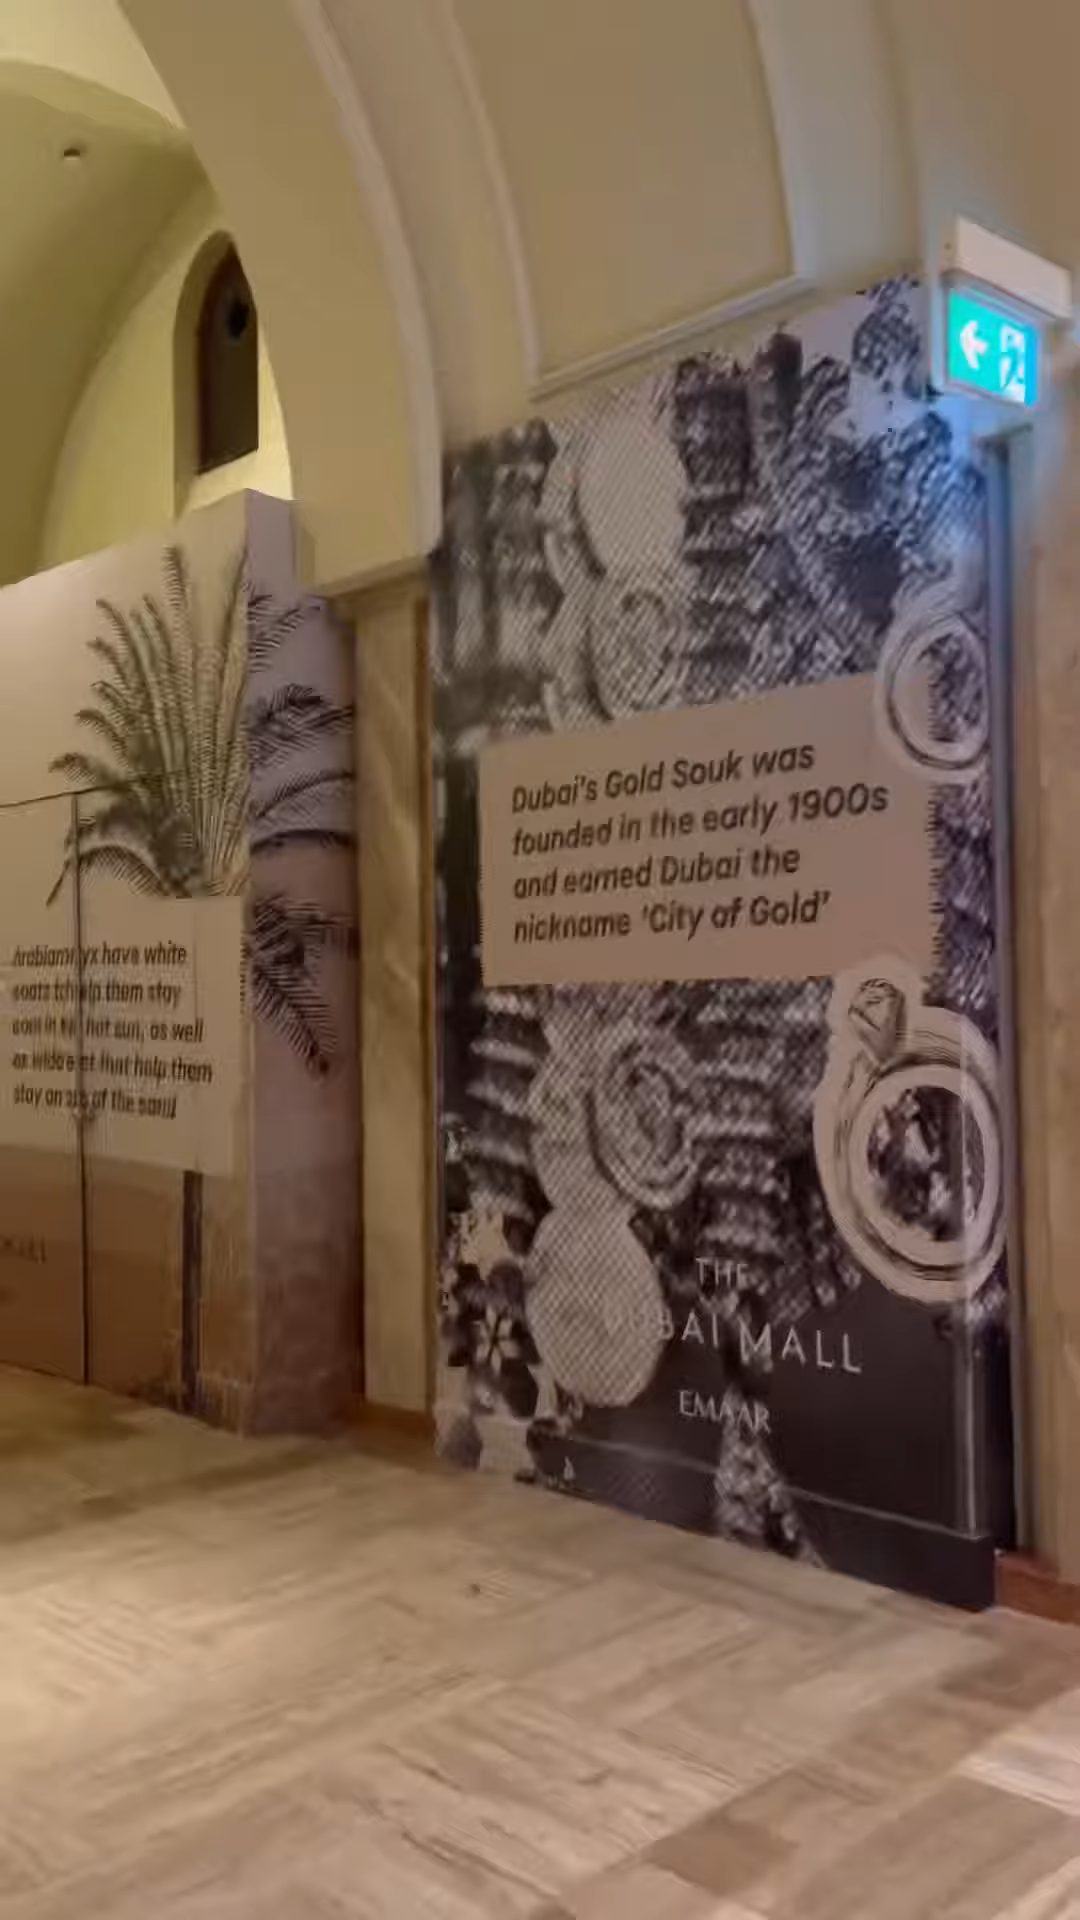 Arabian oryx have white
coats to help them stay
cool in the hot sun, as well
as wide feet that help them
stay on top of the sand
MALL
Dubai's Gold Souk was
founded in the early 1900s
and earned Dubai the
nickname 'City of Gold'
THE
DUBAI MALL
EMAAR